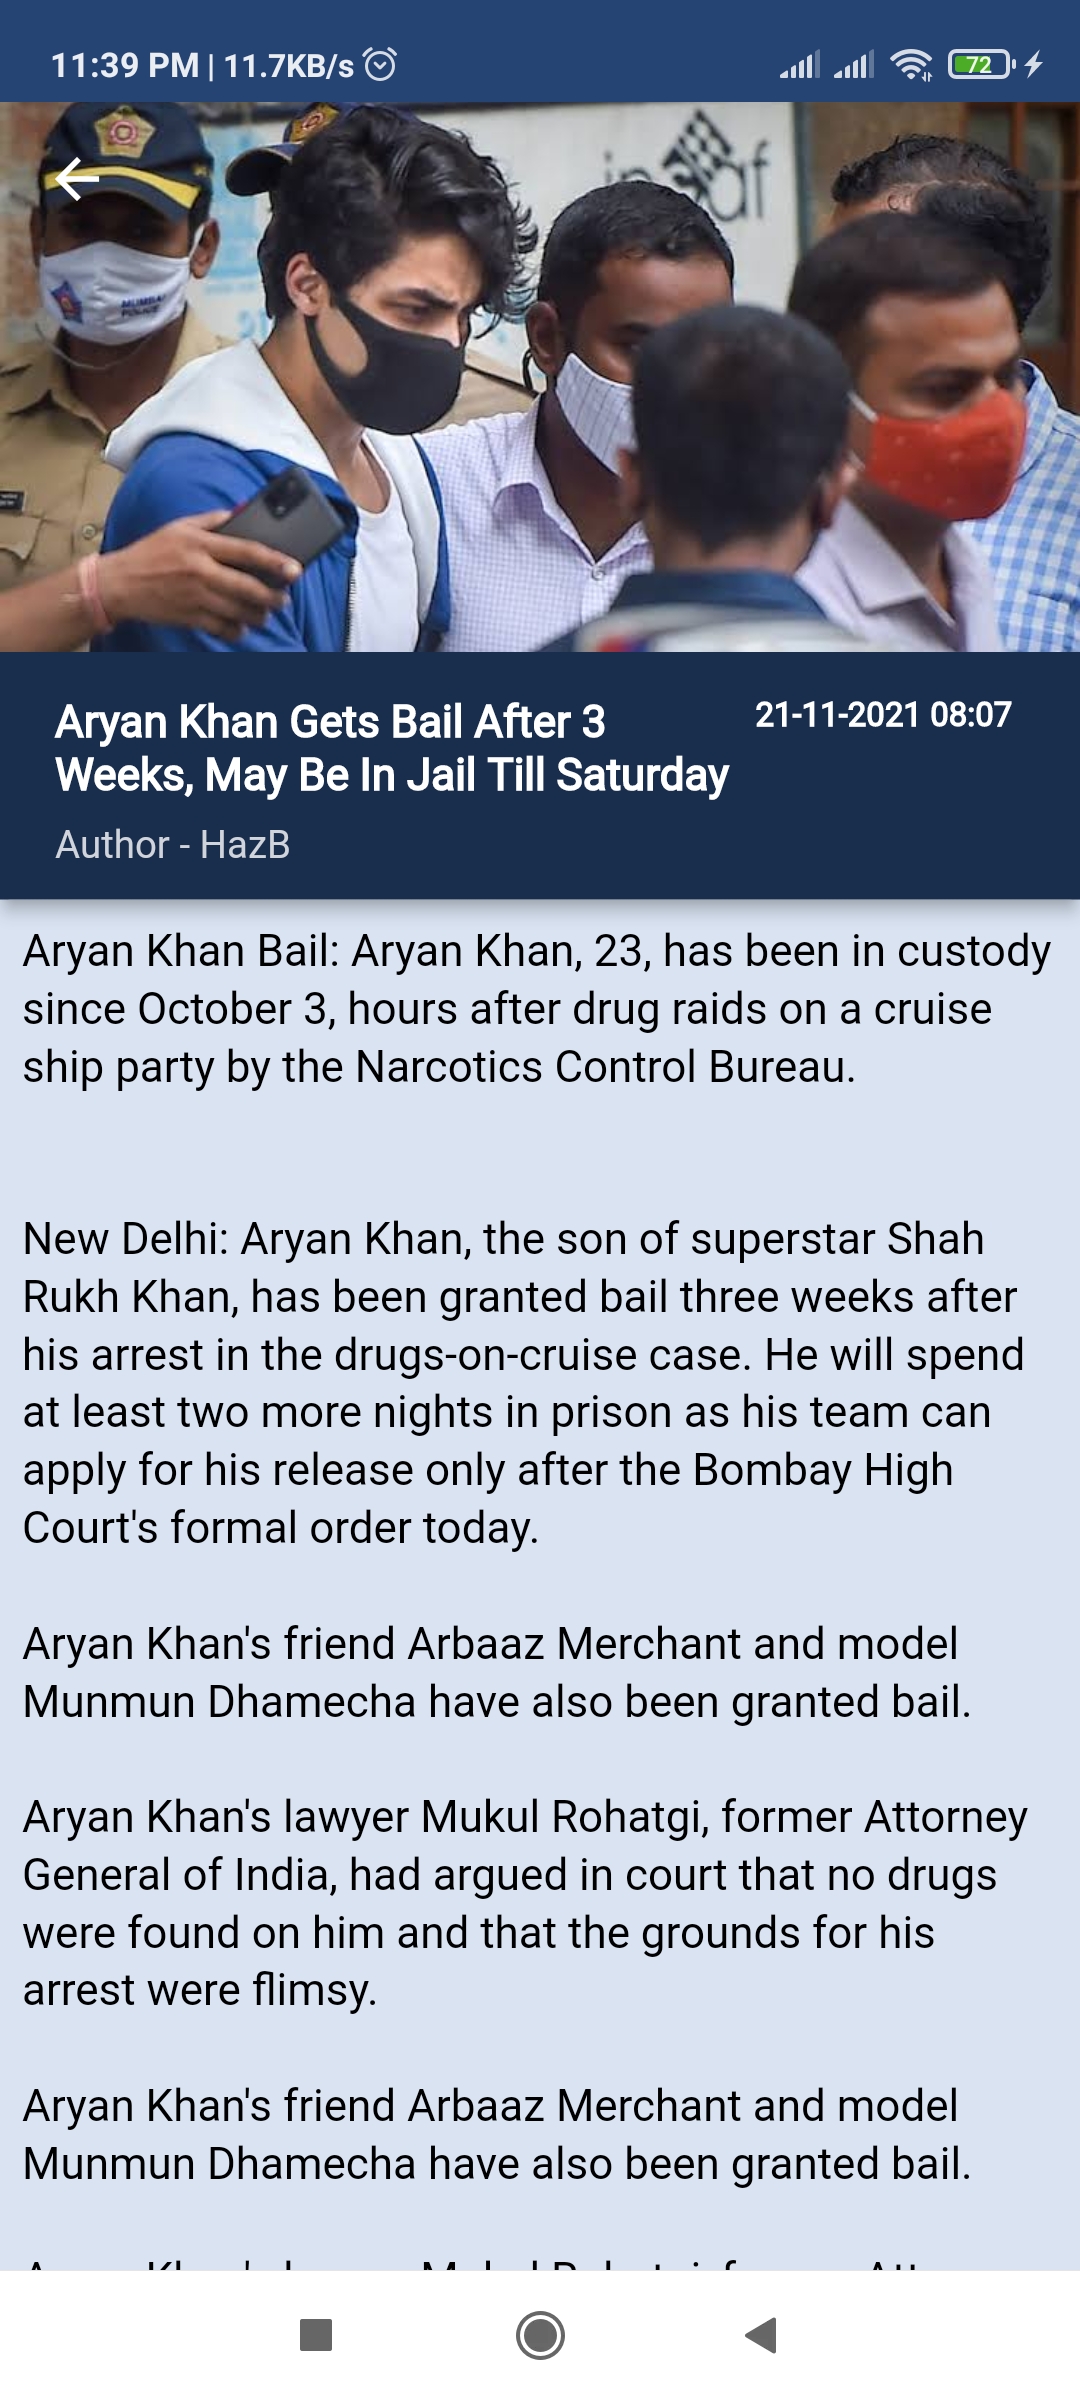 11:39 PM | 11.7KB/s
72
MUMBAI
POLICE
Aryan Khan Gets Bail After 3
Weeks, May Be In Jail Till Saturday
21-11-2021 08:07
Author - HazB
Aryan Khan Bail: Aryan Khan, 23, has been in custody
since October 3, hours after drug raids on a cruise
ship party by the Narcotics Control Bureau.
New Delhi: Aryan Khan, the son of superstar Shah
Rukh Khan, has been granted bail three weeks after
his arrest in the drugs-on-cruise case. He will spend
at least two more nights in prison as his team can
apply for his release only after the Bombay High
Court's formal order today.
Aryan Khan's friend Arbaaz Merchant and model
Munmun Dhamecha have also been granted bail.
Aryan Khan's lawyer Mukul Rohatgi, former Attorney
General of India, had argued in court that no drugs
were found on him and that the grounds for his
arrest were flimsy.
Aryan Khan's friend Arbaaz Merchant and model
Munmun Dhamecha have also been granted bail.